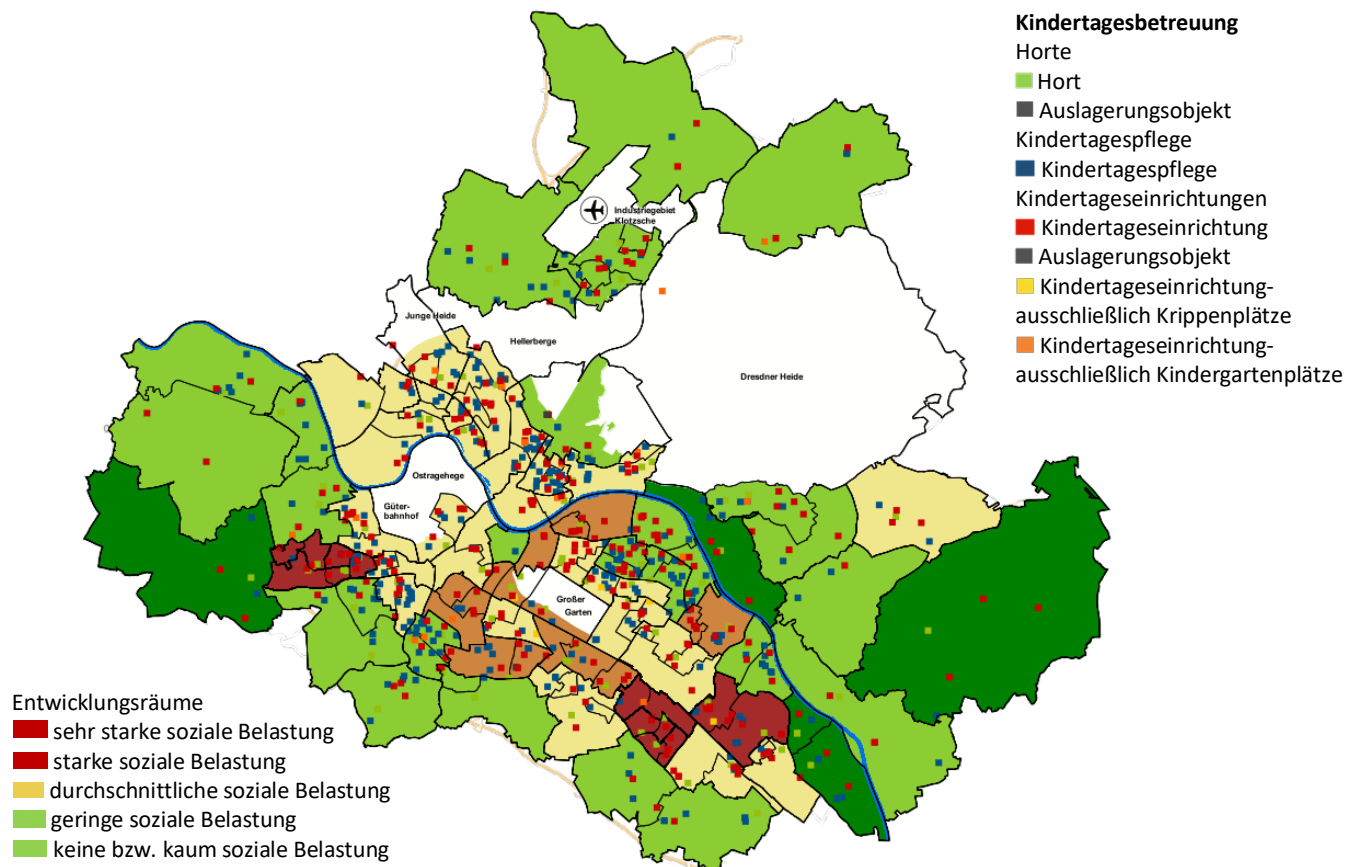 Kindertagesbetreuung
Horte
Hort
Auslagerungsobjekt
Kindertagespflege
Kindertagespflege
Kindertageseinrichtungen
Kindertageseinrichtung
Auslagerungsobjekt
Kindertageseinrichtung-
ausschließlich Krippenplätze
Kindertageseinrichtung-
ausschließlich Kindergartenplätze
Industriegebiet
Klotzsche
Junge Heide
Hellerberge
Dresdner Heide
Ostragehege
Güter-
bahnhof
Großer
Garten
Entwicklungsräume
sehr starke soziale Belastung
starke soziale Belastung
durchschnittliche soziale Belastung
geringe soziale Belastung
keine bzw. kaum soziale Belastung